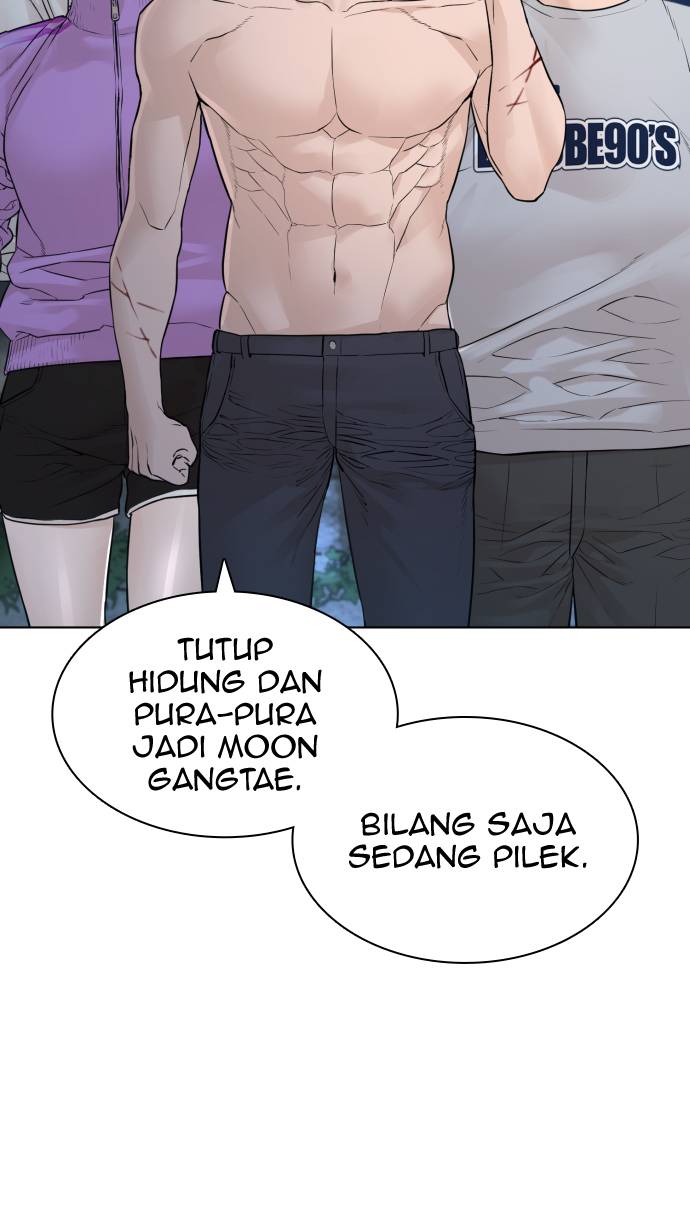 BE90'S
TUTUP
HIDUNG DAN
PURA-PURA
JADI MOON
GANGTAE.
BILANG SAJA
SEDANG PILEK.